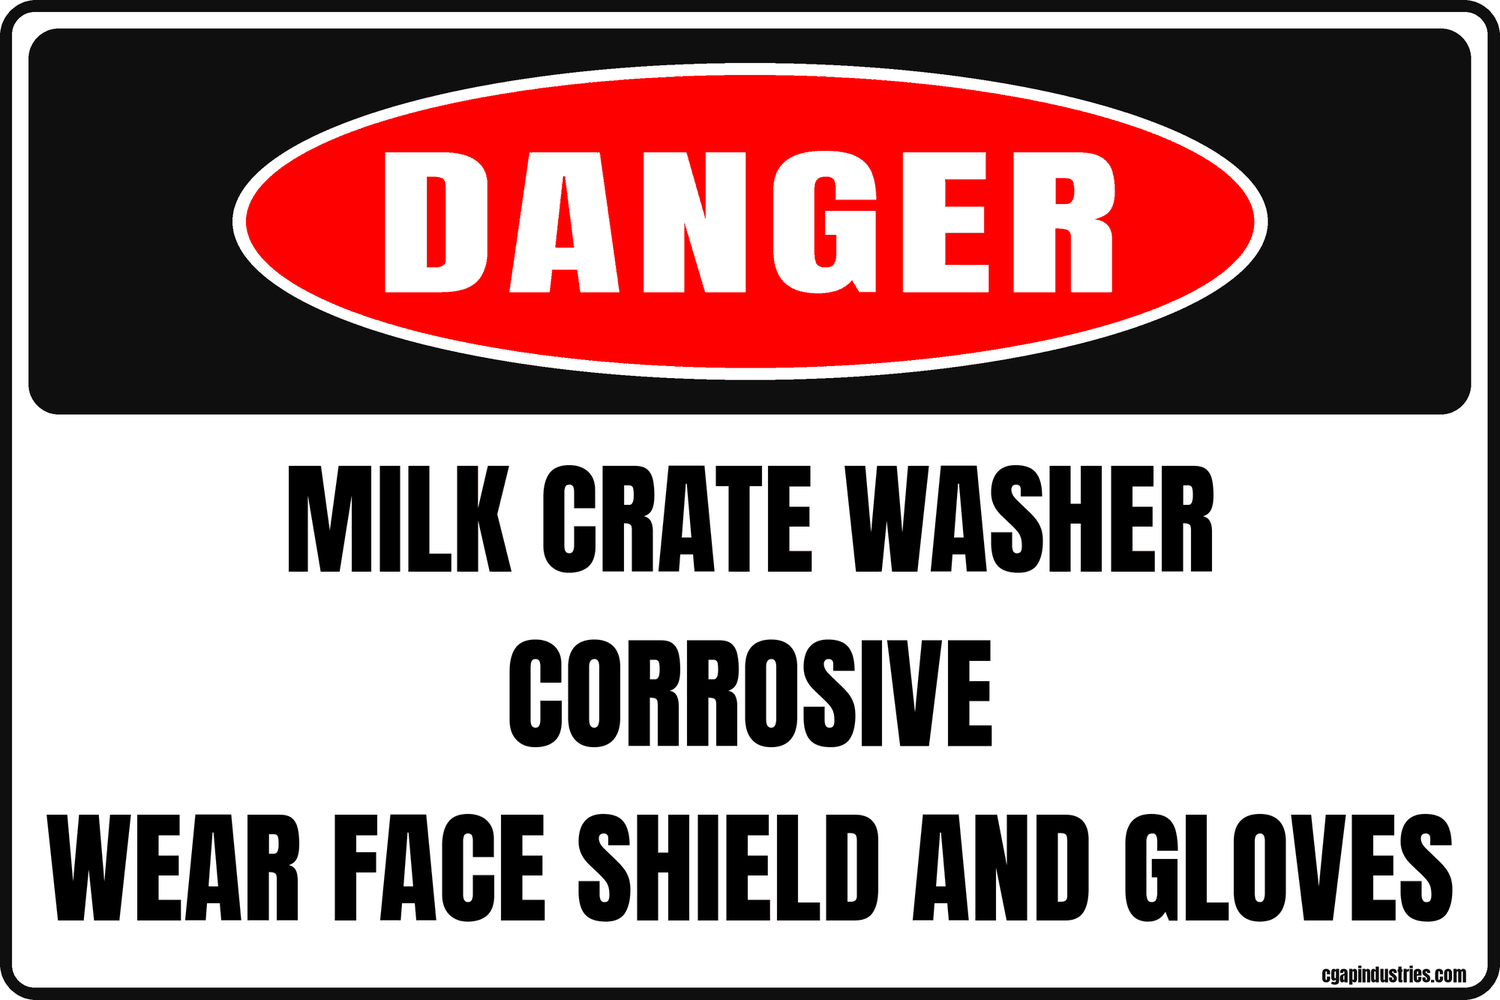 DANGER
MILK CRATE WASHER
CORROSIVE
WEAR FACE SHIELD AND GLOVES
cgapindustries.com